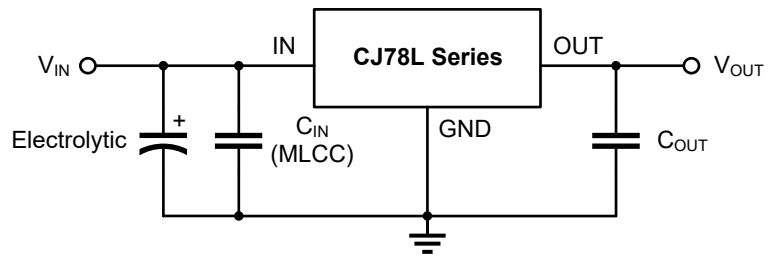 IN
CJ78L Series
OUT
VIN
VOUT
Electrolytic
+
CIN
(MLCC)
GND
COUT